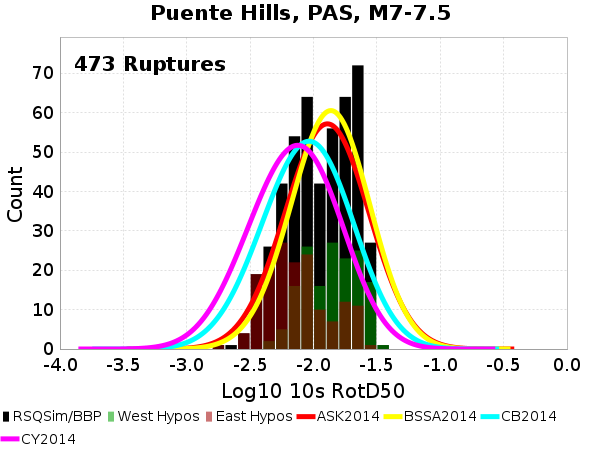 Puente Hills, PAS, M7-7.5
473 Ruptures
Count
70
60
50
40
30
20
10
0
-4.0 -3.5 -3.0 -2.5 -2.0 -1.5 -1.0 -0.5 0.0
Log10 10s RotD50
RSQSim/BBP West Hypos East Hypos ASK2014 BSSA2014 CB2014
CY2014